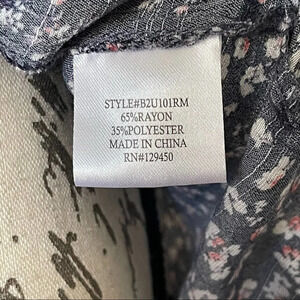 STYLE#B2U101RM
65%RAYON
35%POLYESTER
MADE IN CHINA
RN#129450